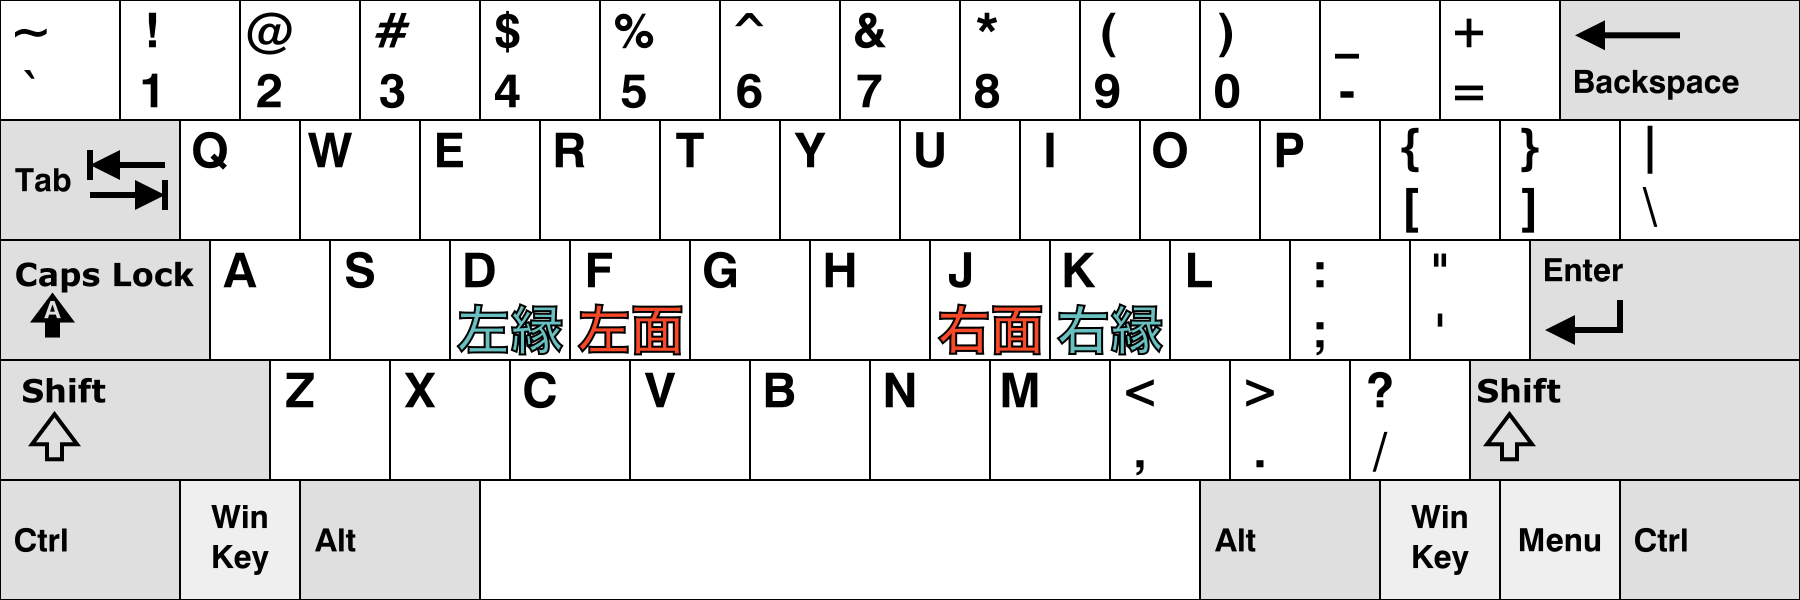 ~ ! @ # $ % ^ & * ( ) _ +
` 1 2 3 4 5 6 7 8 9 0 - = Backspace
Tab Q W E R T Y U I O P { } |
[ ] \
Caps Lock A S D F G H J K L : " Enter
A 左縁 左面 右面 右縁 ; '
Shift Z X C V B N M < > ? Shift
, . /
Ctrl Win Key Alt Alt Win Key Menu Ctrl